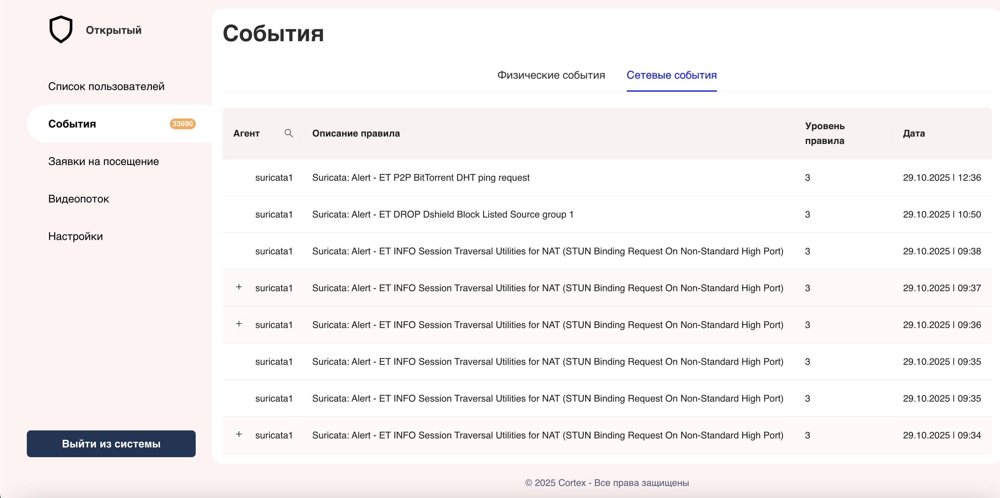 Открытый
Список пользователей
События 33690
Заявки на посещение
Видеопоток
Настройки
Выйти из системы
События
Физические события Сетевые события
Агент Описание правила Уровень правила Дата
suricata1 Suricata: Alert - ET P2P BitTorrent DHT ping request 3 29.10.2025 | 12:36
suricata1 Suricata: Alert - ET DROP Dshield Block Listed Source group 1 3 29.10.2025 | 10:50
suricata1 Suricata: Alert - ET INFO Session Traversal Utilities for NAT (STUN Binding Request On Non-Standard High Port) 3 29.10.2025 | 09:38
suricata1 Suricata: Alert - ET INFO Session Traversal Utilities for NAT (STUN Binding Request On Non-Standard High Port) 3 29.10.2025 | 09:37
suricata1 Suricata: Alert - ET INFO Session Traversal Utilities for NAT (STUN Binding Request On Non-Standard High Port) 3 29.10.2025 | 09:36
suricata1 Suricata: Alert - ET INFO Session Traversal Utilities for NAT (STUN Binding Request On Non-Standard High Port) 3 29.10.2025 | 09:35
suricata1 Suricata: Alert - ET INFO Session Traversal Utilities for NAT (STUN Binding Request On Non-Standard High Port) 3 29.10.2025 | 09:35
suricata1 Suricata: Alert - ET INFO Session Traversal Utilities for NAT (STUN Binding Request On Non-Standard High Port) 3 29.10.2025 | 09:34
© 2025 Cortex - Все права защищены